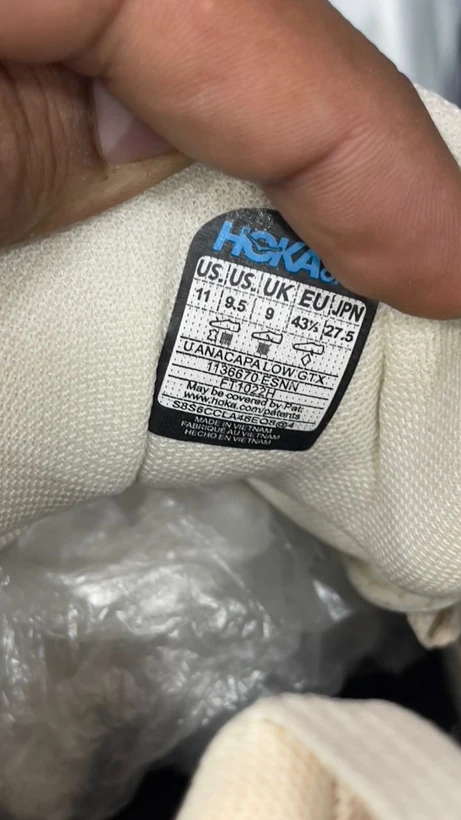 HOKA
US. US. UK EU JPN
11 9.5 9 43⅓ 27.5
U ANACAPA LOW GTX
1136670 ESNN
FT1022H
May be covered by Pat:
www.hoka.com/patents
MADE IN VIETNAM
FABRIQUÉ AU VIETNAM
HECHO EN VIETNAM